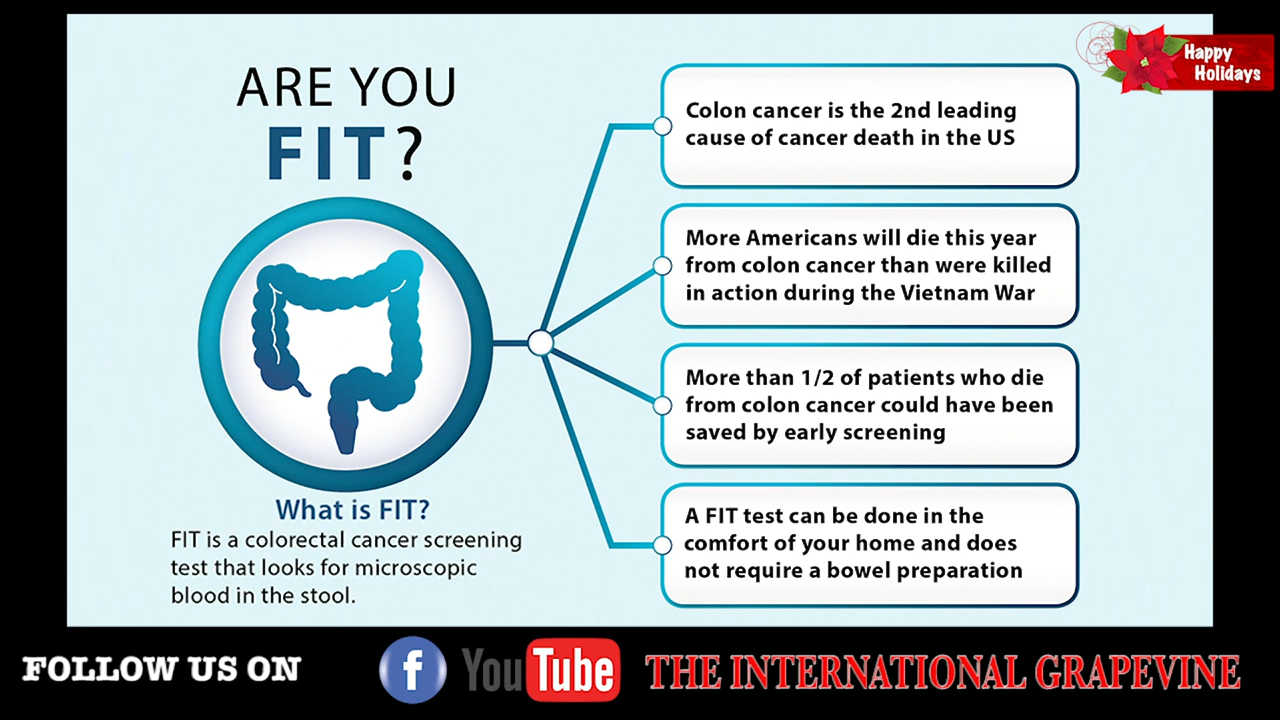 ARE YOU
FIT?
What is FIT?
FIT is a colorectal cancer screening
test that looks for microscopic
blood in the stool.
Colon cancer is the 2nd leading
cause of cancer death in the US
More Americans will die this year
from colon cancer than were killed
in action during the Vietnam War
More than 1/2 of patients who die
from colon cancer could have been
saved by early screening
A FIT test can be done in the
comfort of your home and does
not require a bowel preparation
Happy
Holidays
FOLLOW US ON f YouTube THE INTERNATIONAL GRAPEVINE